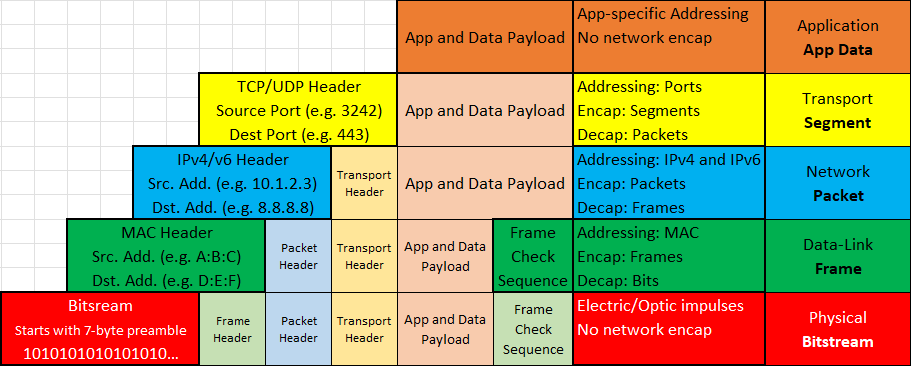 App and Data Payload
App-specific Addressing
No network encap
Application
App Data
TCP/UDP Header
Source Port (e.g. 3242)
Dest Port (e.g. 443)
App and Data Payload
Addressing: Ports
Encap: Segments
Decap: Packets
Transport
Segment
IPv4/v6 Header
Src. Add. (e.g. 10.1.2.3)
Dst. Add. (e.g. 8.8.8.8)
Transport
Header
App and Data Payload
Addressing: IPv4 and IPv6
Encap: Packets
Decap: Frames
Network
Packet
MAC Header
Src. Add. (e.g. A:B:C)
Dst. Add. (e.g. D:E:F)
Packet
Header
Transport
Header
App and Data
Payload
Frame
Check
Sequence
Addressing: MAC
Encap: Frames
Decap: Bits
Data-Link
Frame
Bitsream
Starts with 7-byte preamble
1010101010101010...
Frame
Header
Packet
Header
Transport
Header
App and Data
Payload
Frame
Check
Sequence
Electric/Optic impulses
No network encap
Physical
Bitstream